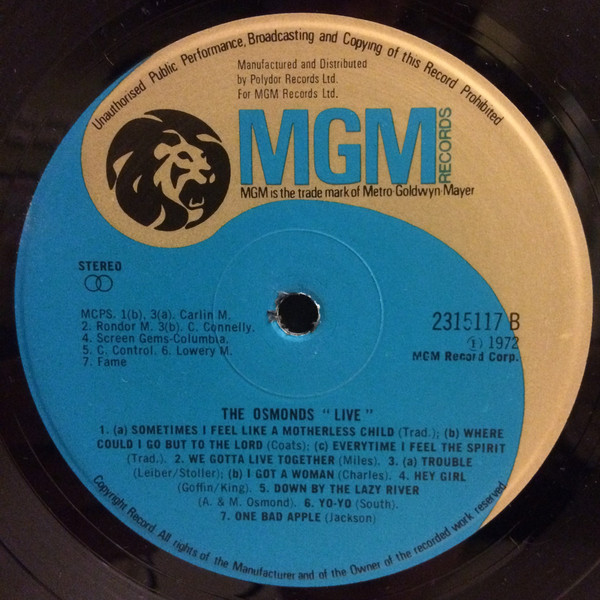 Unauthorised Public Performance, Broadcasting and Copying of this Record Prohibited
Manufactured and Distributed
by Polydor Records Ltd.
For MGM Records Ltd.
MGM
RECORDS
MGM is the trade mark of Metro-Goldwyn-Mayer
STEREO
MCPS. 1(b), 3(a). Carlin M.
2. Rondor M. 3(b). C. Connelly.
4. Screen Gems-Columbia.
5. C. Control. 6. Lowery M.
7. Fame
2315117 B
Ⓟ 1972
MGM Record Corp.
THE OSMONDS "LIVE"
1. (a) SOMETIMES I FEEL LIKE A MOTHERLESS CHILD (Trad.); (b) WHERE
COULD I GO BUT TO THE LORD (Coats); (c) EVERYTIME I FEEL THE SPIRIT
(Trad.). 2. WE GOTTA LIVE TOGETHER (Miles). 3. (a) TROUBLE
(Leiber/Stoller); (b) I GOT A WOMAN (Charles). 4. HEY GIRL
(Goffin/King). 5. DOWN BY THE LAZY RIVER
(A. & M. Osmond). 6. YO-YO (South).
7. ONE BAD APPLE (Jackson)
Copyright Record. All rights of the Manufacturer and of the Owner of the recorded work reserved.